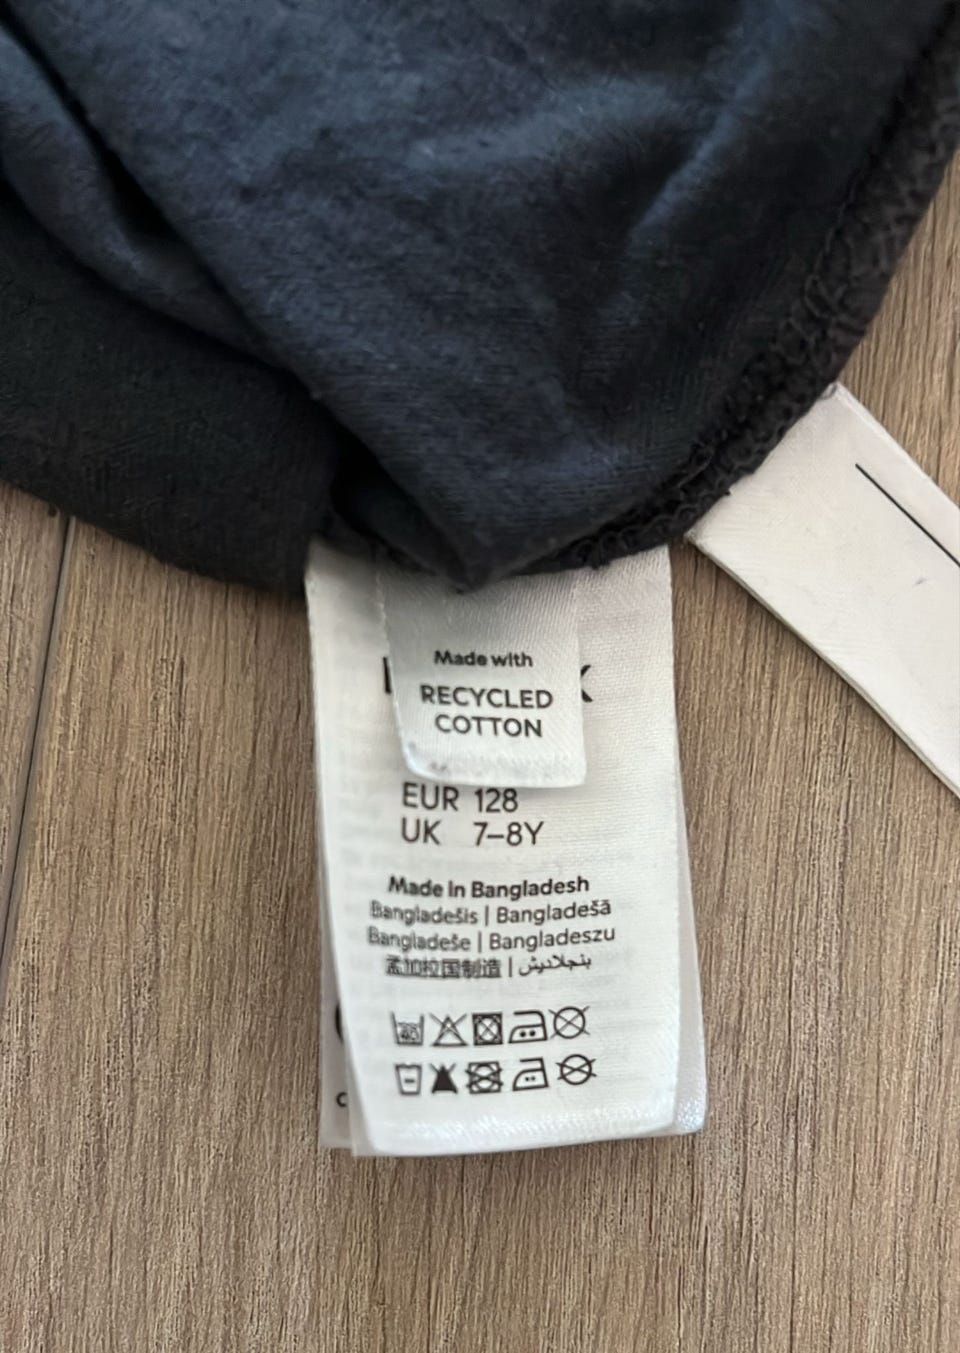 Made with
RECYCLED
COTTON
EUR 128
UK 7–8Y
Made in Bangladesh
Bangladešis | Bangladešā
Bangladeše | Bangladeszu
孟加拉国制造 | بنجلاديش
40